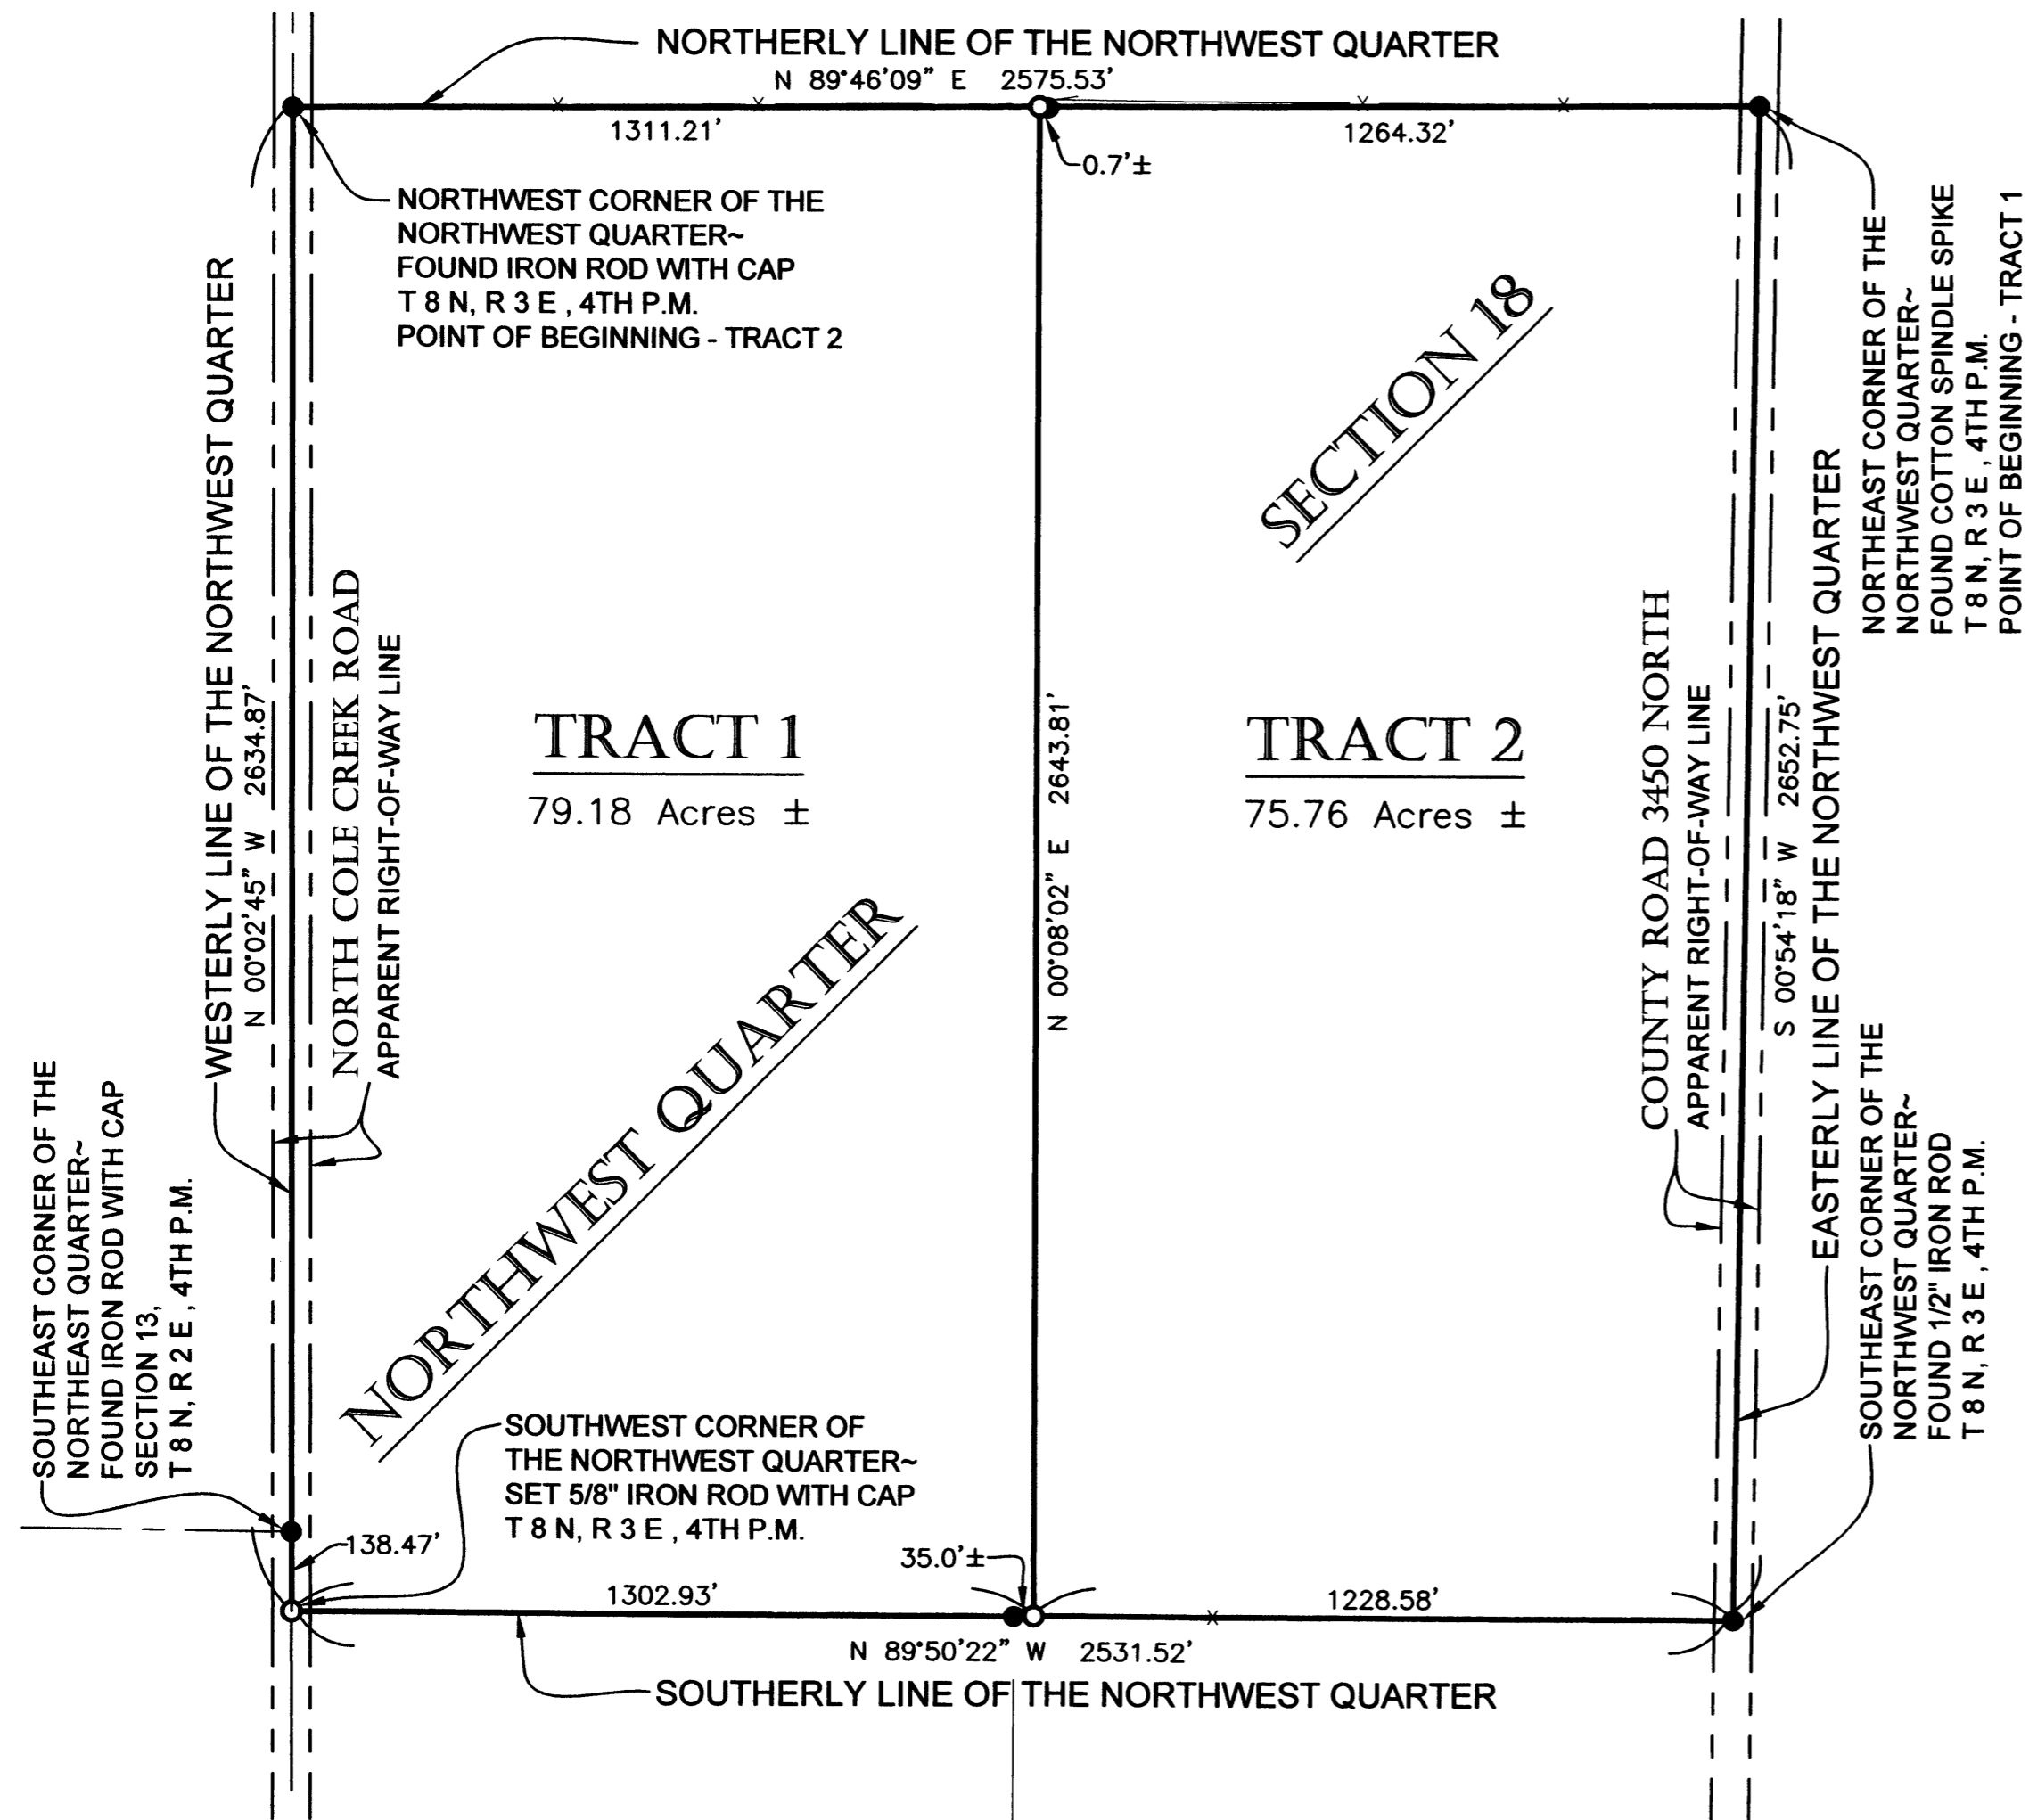 NORTHERLY LINE OF THE NORTHWEST QUARTER
N 89°46'09" E 2575.53'
1311.21'
1264.32'
0.7'±
NORTHWEST CORNER OF THE
NORTHWEST QUARTER~
FOUND IRON ROD WITH CAP
T 8 N, R 3 E , 4TH P.M.
POINT OF BEGINNING - TRACT 2
NORTHEAST CORNER OF THE
NORTHWEST QUARTER~
FOUND COTTON SPINDLE SPIKE
T 8 N, R 3 E , 4TH P.M.
POINT OF BEGINNING - TRACT 1
SECTION 18
WESTERLY LINE OF THE NORTHWEST QUARTER
N 00°02'45" W 2634.87'
NORTH COLE CREEK ROAD
APPARENT RIGHT-OF-WAY LINE
TRACT 1
79.18 Acres ±
N 00°08'02" E 2643.81'
TRACT 2
75.76 Acres ±
COUNTY ROAD 3450 NORTH
APPARENT RIGHT-OF-WAY LINE
S 00°54'18" W 2652.75'
EASTERLY LINE OF THE NORTHWEST QUARTER
NORTHWEST QUARTER
SOUTHEAST CORNER OF THE
NORTHEAST QUARTER~
FOUND IRON ROD WITH CAP
SECTION 13,
T 8 N, R 2 E , 4TH P.M.
SOUTHEAST CORNER OF THE
NORTHWEST QUARTER~
FOUND 1/2" IRON ROD
T 8 N, R 3 E , 4TH P.M.
SOUTHWEST CORNER OF
THE NORTHWEST QUARTER~
SET 5/8" IRON ROD WITH CAP
T 8 N, R 3 E , 4TH P.M.
138.47'
35.0'±
1302.93'
1228.58'
N 89°50'22" W 2531.52'
SOUTHERLY LINE OF THE NORTHWEST QUARTER